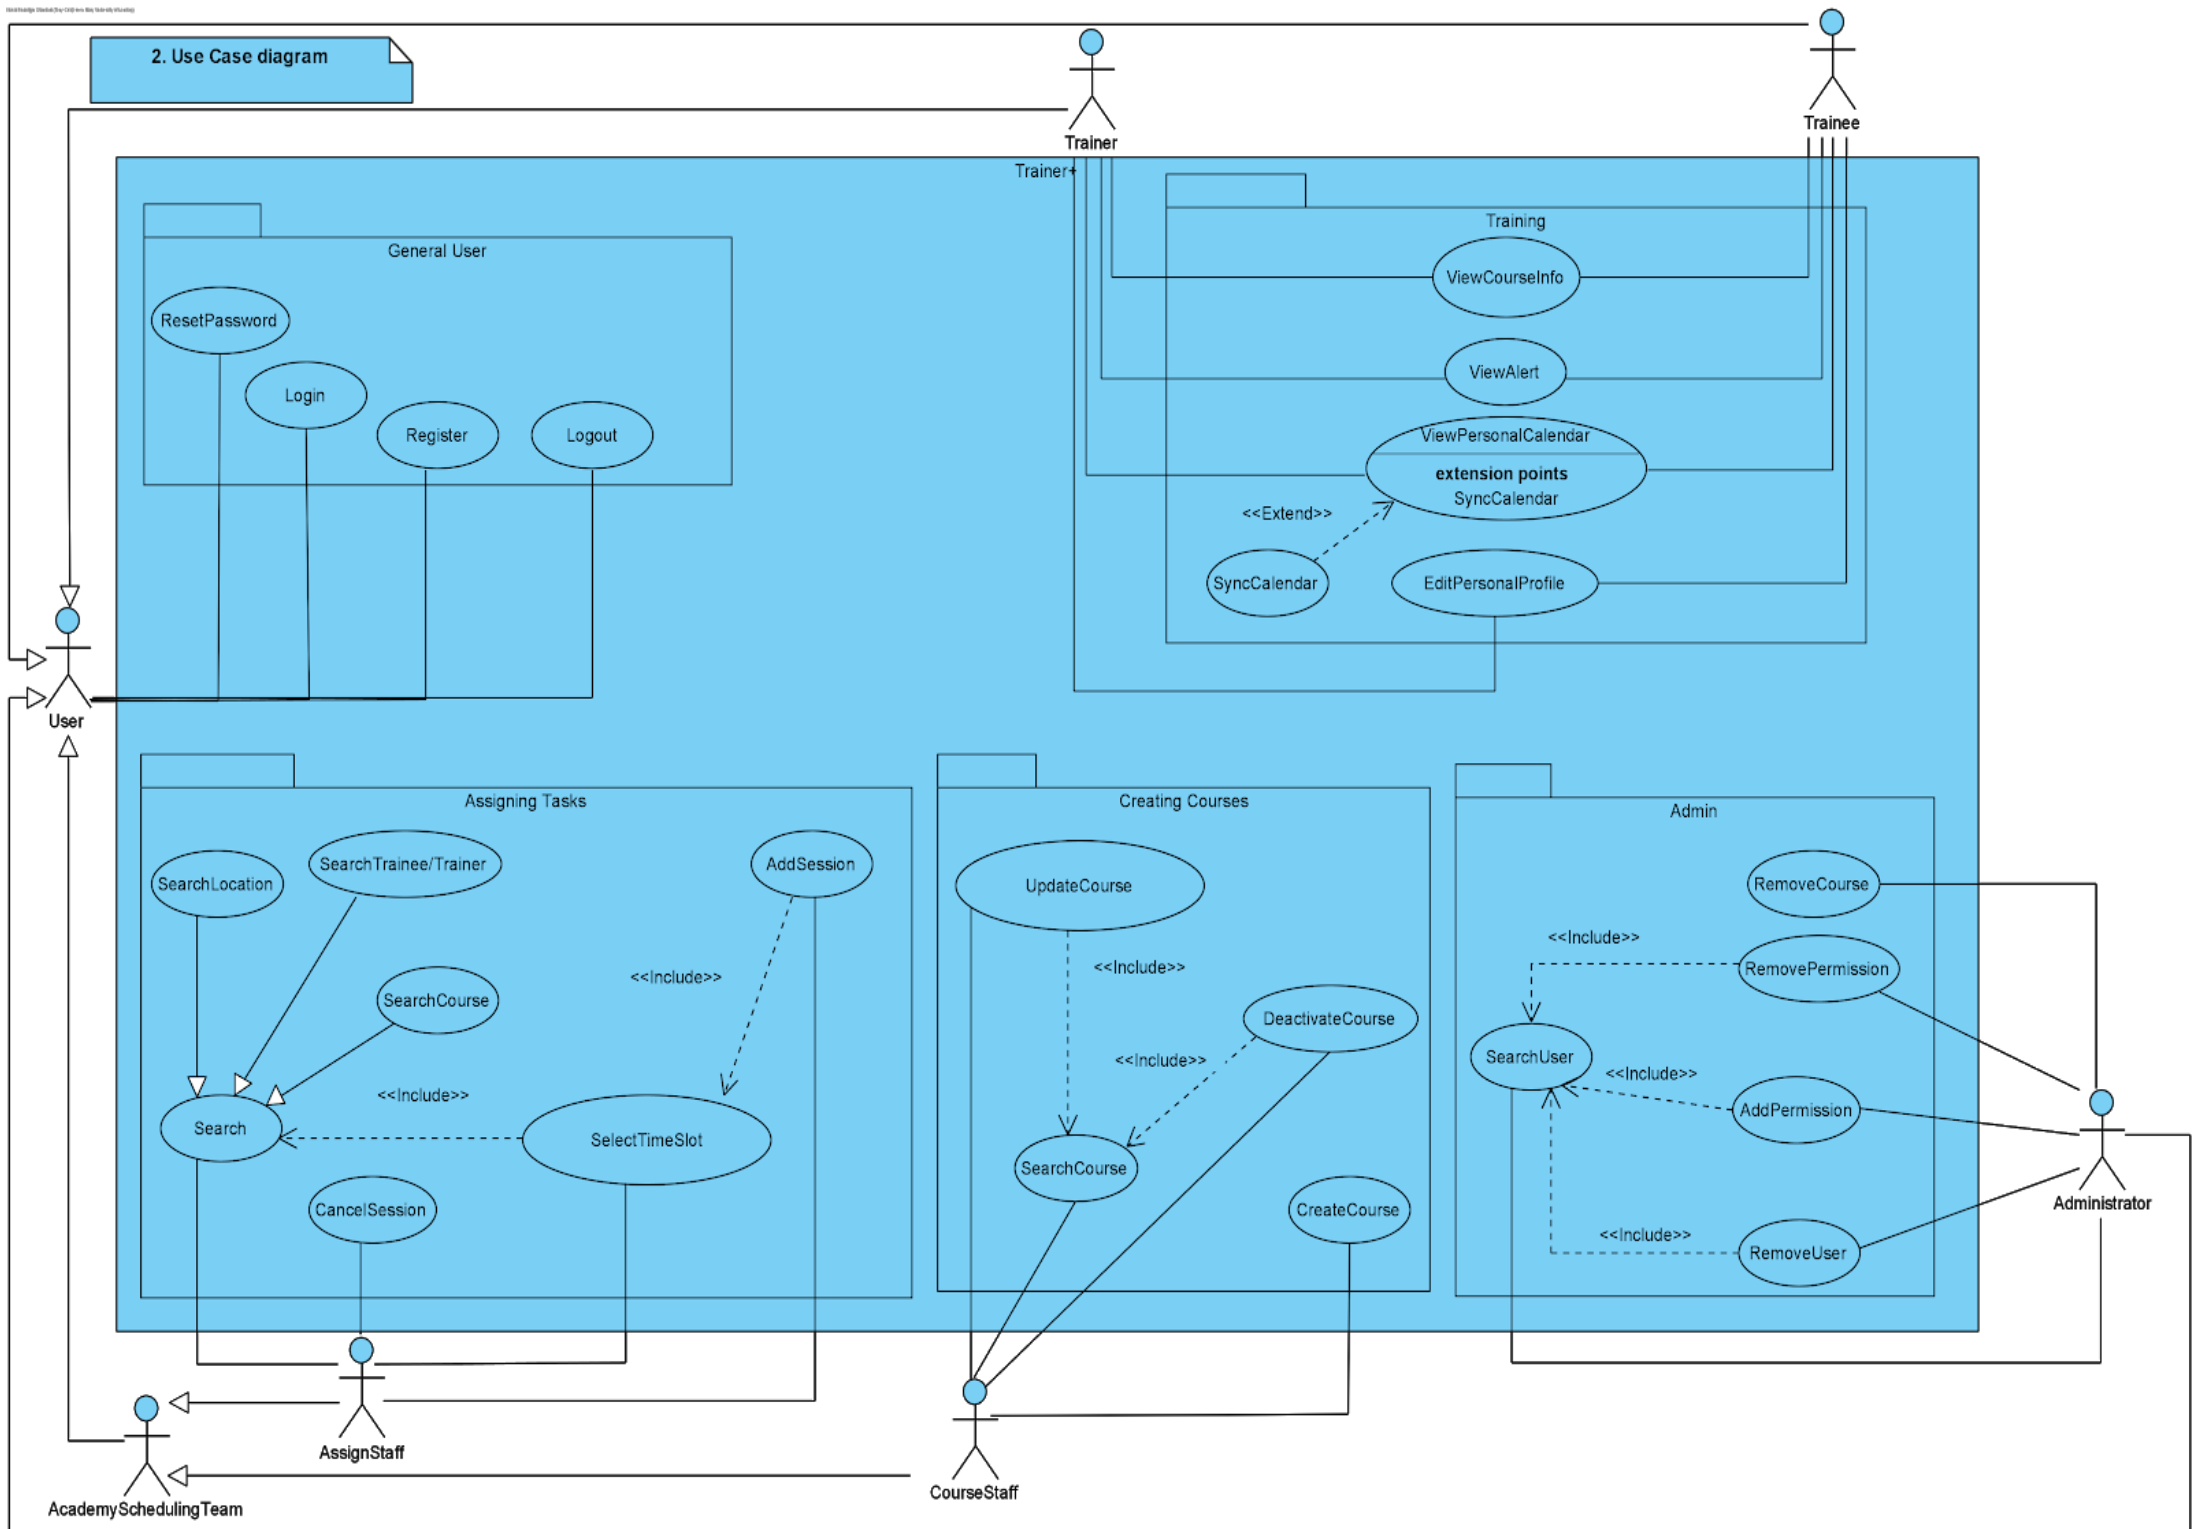 2. Use Case diagram
Trainer
Trainee
Trainer+
Training
General User
ViewCourseInfo
ResetPassword
ViewAlert
Login
Register
Logout
ViewPersonalCalendar
extension points
SyncCalendar
<<Extend>>
SyncCalendar
EditPersonalProfile
User
Assigning Tasks
Creating Courses
Admin
SearchLocation
SearchTrainee/Trainer
AddSession
UpdateCourse
RemoveCourse
<<Include>>
<<Include>>
<<Include>>
RemovePermission
SearchCourse
DeactivateCourse
SearchUser
<<Include>>
<<Include>>
<<Include>>
AddPermission
Search
SelectTimeSlot
SearchCourse
CancelSession
CreateCourse
Administrator
<<Include>>
RemoveUser
AssignStaff
CourseStaff
AcademySchedulingTeam